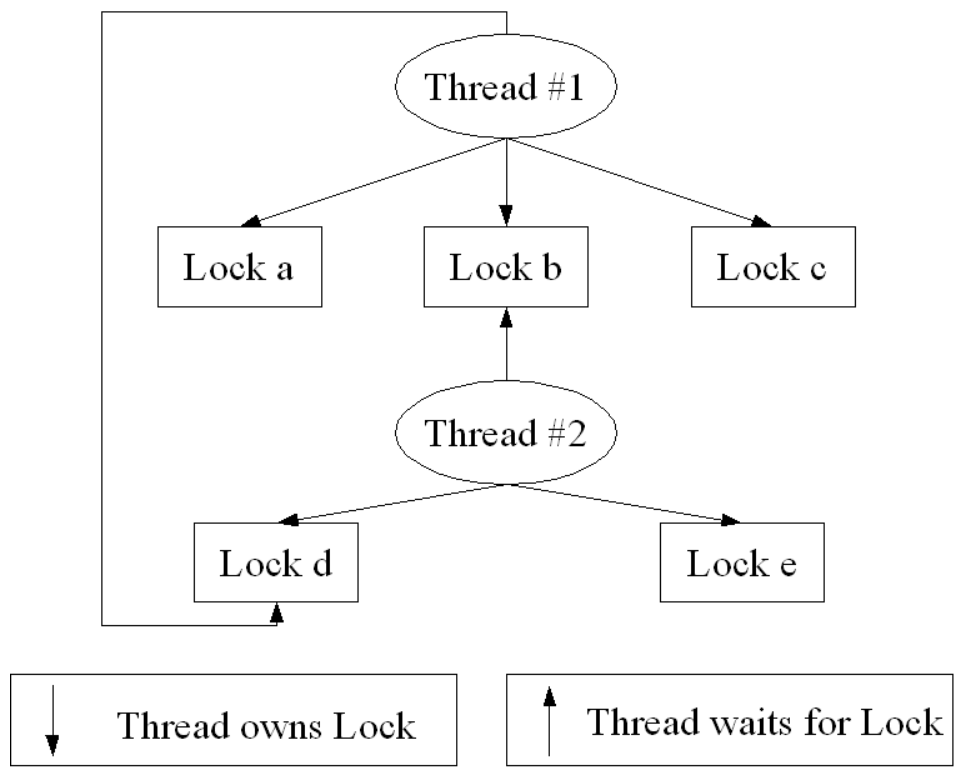 Thread #1
Lock a
Lock b
Lock c
Thread #2
Lock d
Lock e
Thread owns Lock
Thread waits for Lock